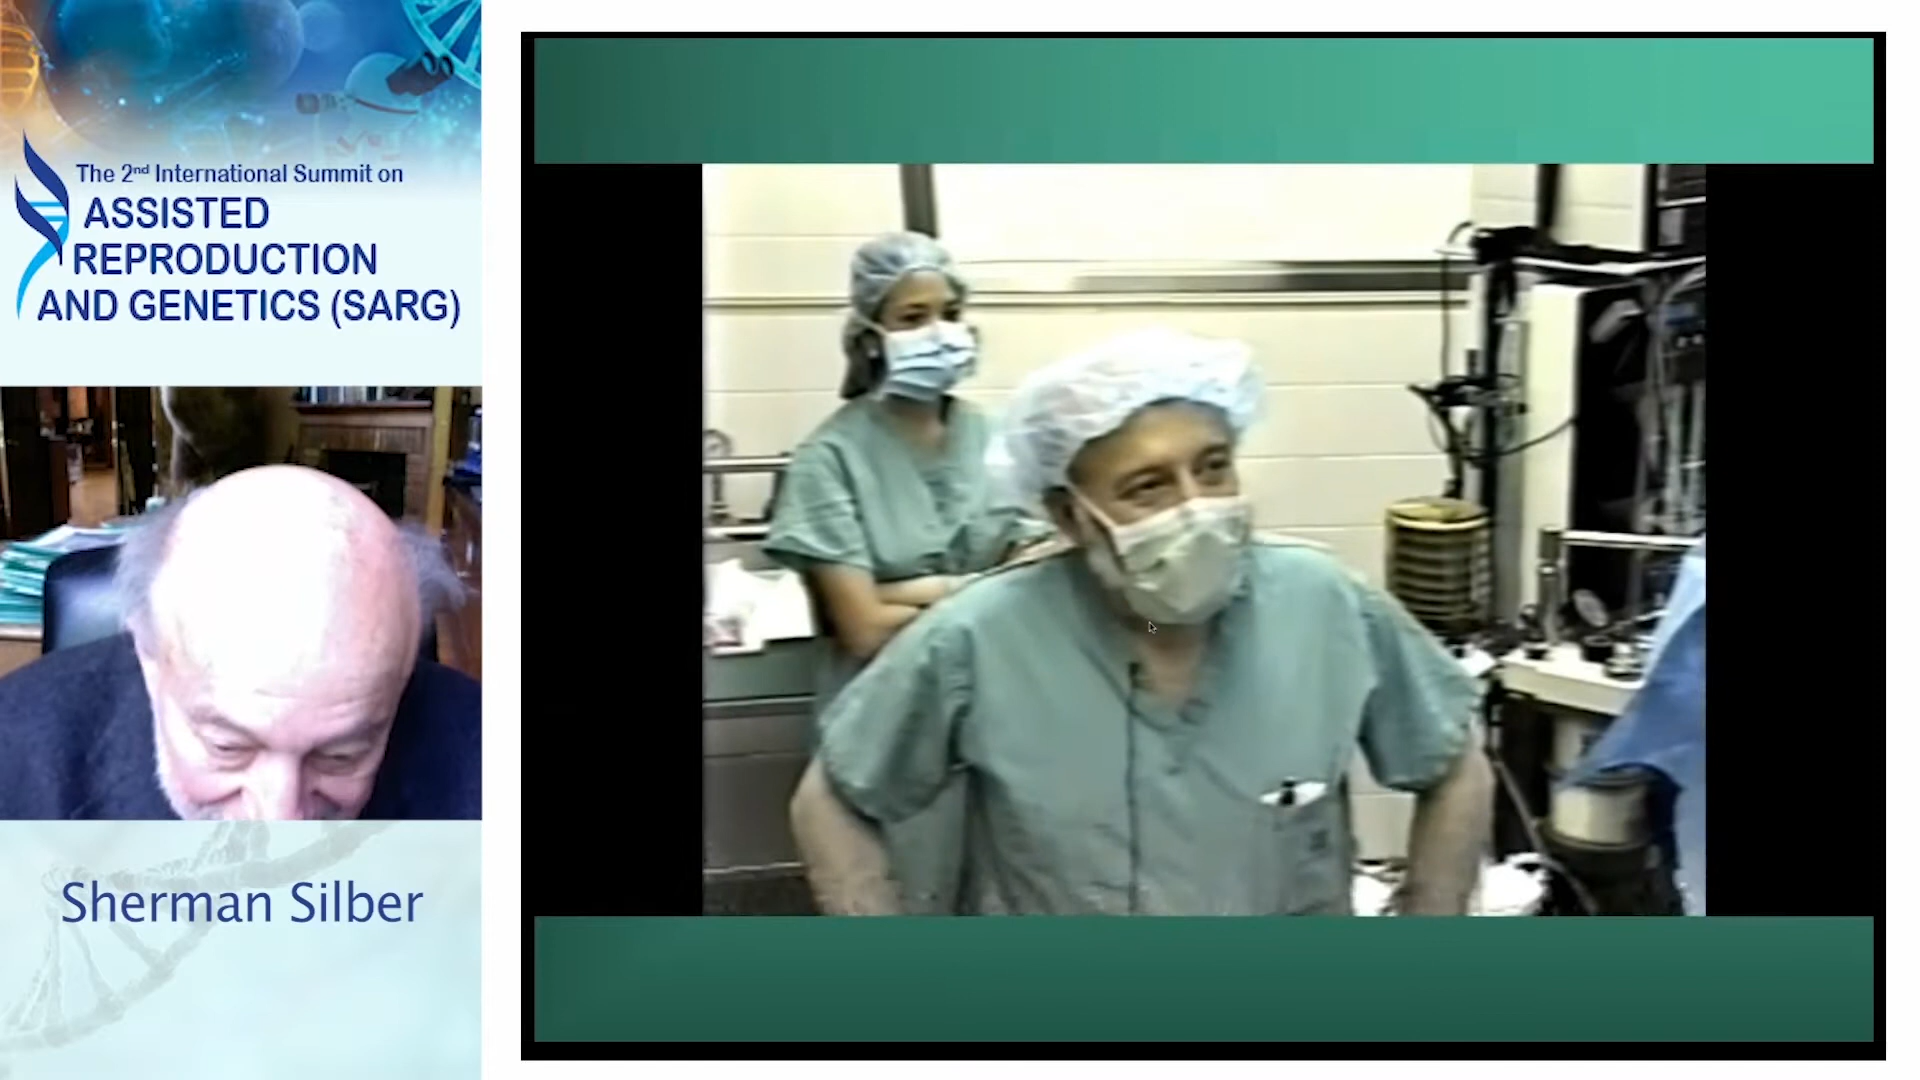 The 2nd International Summit on
ASSISTED
REPRODUCTION
AND GENETICS (SARG)
Sherman Silber